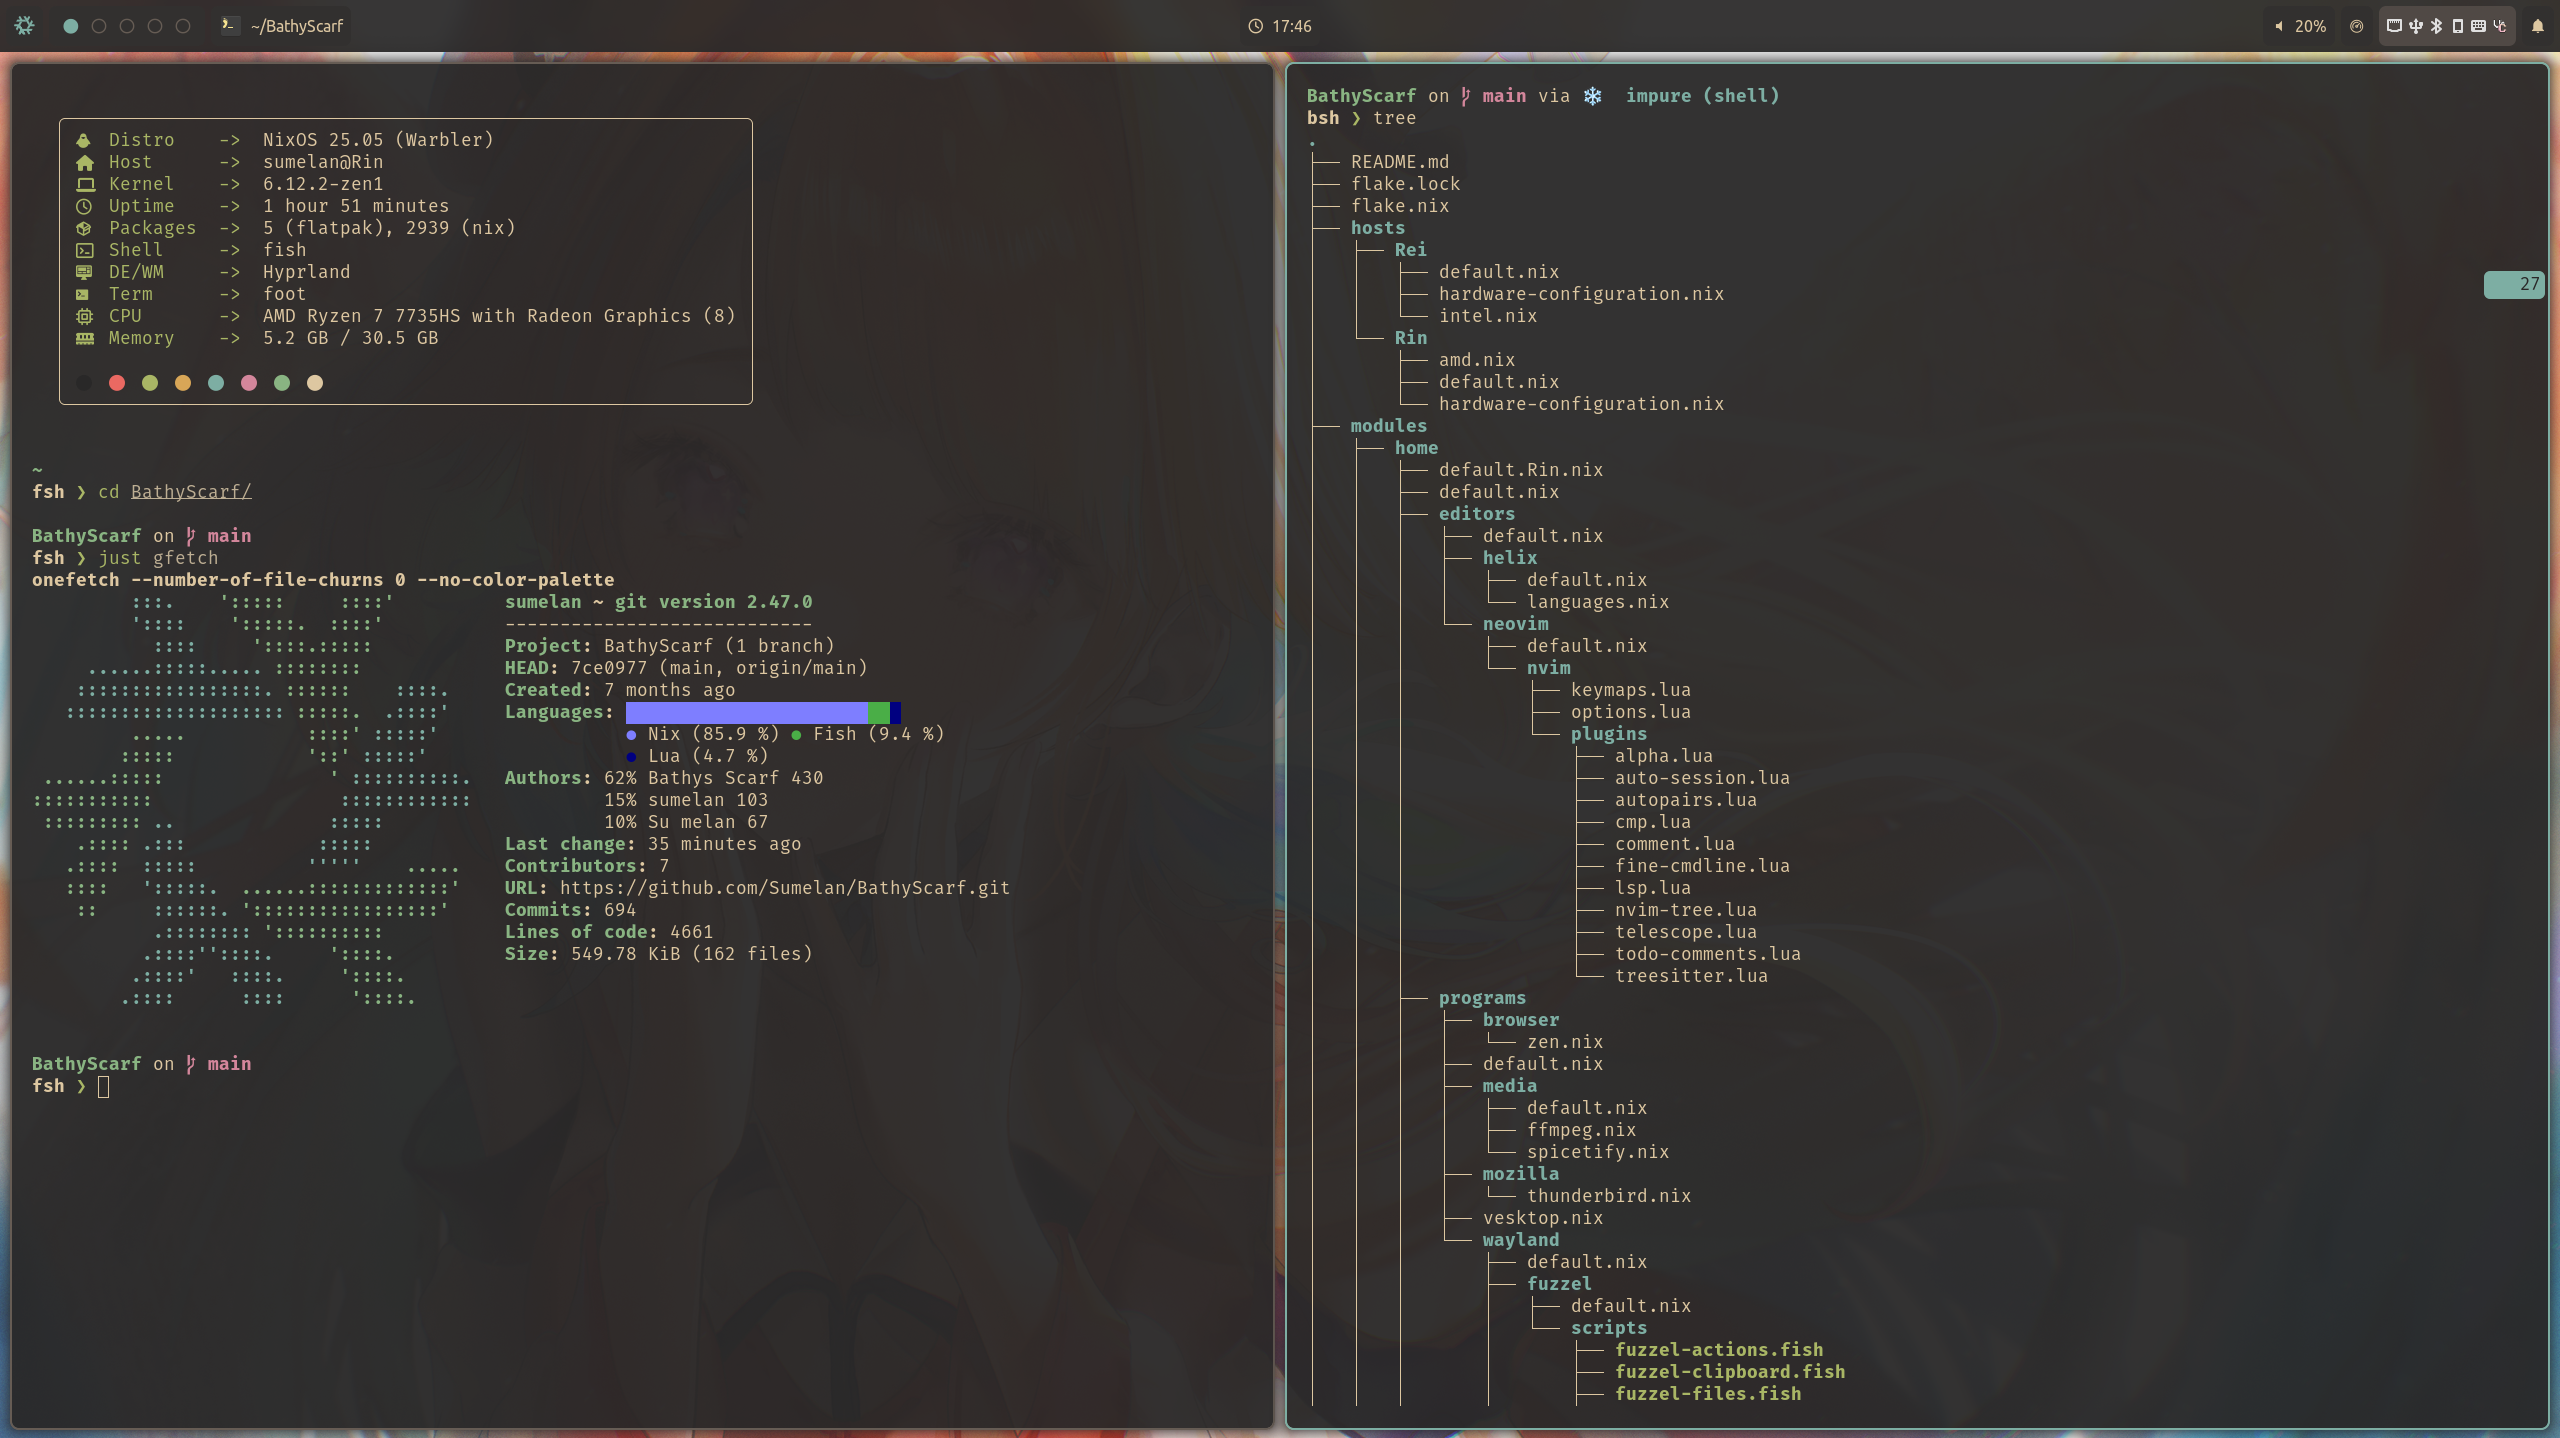 ~/BathyScarf
17:46
20%
Distro -> NixOS 25.05 (Warbler)
Host -> sumelan@Rin
Kernel -> 6.12.2-zen1
Uptime -> 1 hour 51 minutes
Packages -> 5 (flatpak), 2939 (nix)
Shell -> fish
DE/WM -> Hyprland
Term -> foot
CPU -> AMD Ryzen 7 7735HS with Radeon Graphics (8)
Memory -> 5.2 GB / 30.5 GB
~
fsh ❯ cd BathyScarf/
BathyScarf on main
fsh ❯ just gfetch
onefetch --number-of-file-churns 0 --no-color-palette
sumelan ~ git version 2.47.0
----------------------------
Project: BathyScarf (1 branch)
HEAD: 7ce0977 (main, origin/main)
Created: 7 months ago
Languages:
● Nix (85.9 %) ● Fish (9.4 %)
● Lua (4.7 %)
Authors: 62% Bathys Scarf 430
15% sumelan 103
10% Su melan 67
Last change: 35 minutes ago
Contributors: 7
URL: https://github.com/Sumelan/BathyScarf.git
Commits: 694
Lines of code: 4661
Size: 549.78 KiB (162 files)
BathyScarf on main
fsh ❯
BathyScarf on main via ❄️ impure (shell)
bsh ❯ tree
.
├── README.md
├── flake.lock
├── flake.nix
├── hosts
│   ├── Rei
│   │   ├── default.nix
│   │   ├── hardware-configuration.nix
│   │   └── intel.nix
│   └── Rin
│       ├── amd.nix
│       ├── default.nix
│       └── hardware-configuration.nix
├── modules
│   ├── home
│   │   ├── default.Rin.nix
│   │   ├── default.nix
│   │   ├── editors
│   │   │   ├── default.nix
│   │   │   ├── helix
│   │   │   │   ├── default.nix
│   │   │   │   └── languages.nix
│   │   │   └── neovim
│   │   │       ├── default.nix
│   │   │       └── nvim
│   │   │           ├── keymaps.lua
│   │   │           ├── options.lua
│   │   │           └── plugins
│   │   │               ├── alpha.lua
│   │   │               ├── auto-session.lua
│   │   │               ├── autopairs.lua
│   │   │               ├── cmp.lua
│   │   │               ├── comment.lua
│   │   │               ├── fine-cmdline.lua
│   │   │               ├── lsp.lua
│   │   │               ├── nvim-tree.lua
│   │   │               ├── telescope.lua
│   │   │               ├── todo-comments.lua
│   │   │               └── treesitter.lua
│   │   ├── programs
│   │   │   ├── browser
│   │   │   │   └── zen.nix
│   │   │   ├── default.nix
│   │   │   ├── media
│   │   │   │   ├── default.nix
│   │   │   │   ├── ffmpeg.nix
│   │   │   │   └── spicetify.nix
│   │   │   ├── mozilla
│   │   │   │   └── thunderbird.nix
│   │   │   ├── vesktop.nix
│   │   │   └── wayland
│   │   │       ├── default.nix
│   │   │       ├── fuzzel
│   │   │       │   ├── default.nix
│   │   │       │   └── scripts
│   │   │       │       ├── fuzzel-actions.fish
│   │   │       │       ├── fuzzel-clipboard.fish
│   │   │       │       ├── fuzzel-files.fish
27